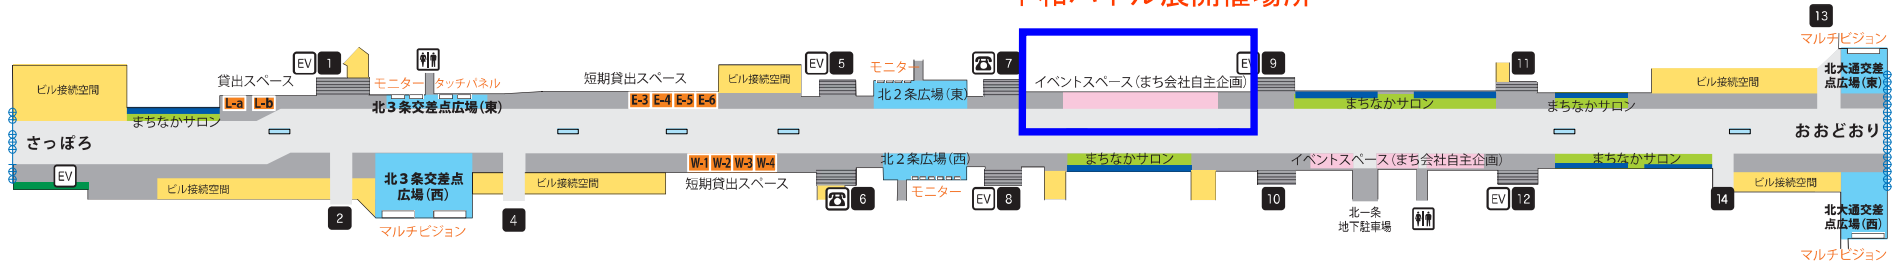 13
マルチビジョン
EV 1
貸出スペース
モニター
タッチパネル
短期貸出スペース
ビル接続空間
EV 5
モニター
7
イベントスペース(まち会社自主企画)
EV 9
11
ビル接続空間
北大通交差
点広場(東)
ビル接続空間
L-a L-b
北3条交差点広場(東)
E-3 E-4 E-5 E-6
北2条広場(東)
まちなかサロン
まちなかサロン
まちなかサロン
さっぽろ
おおどおり
EV
ビル接続空間
北3条交差点
広場(西)
W-1 W-2 W-3 W-4
短期貸出スペース
ビル接続空間
北2条広場(西)
モニター
まちなかサロン
イベントスペース(まち会社自主企画)
まちなかサロン
ビル接続空間
2
マルチビジョン
4
6
EV 8
10
北一条
地下駐車場
EV 12
14
北大通交差
点広場(西)
マルチビジョン